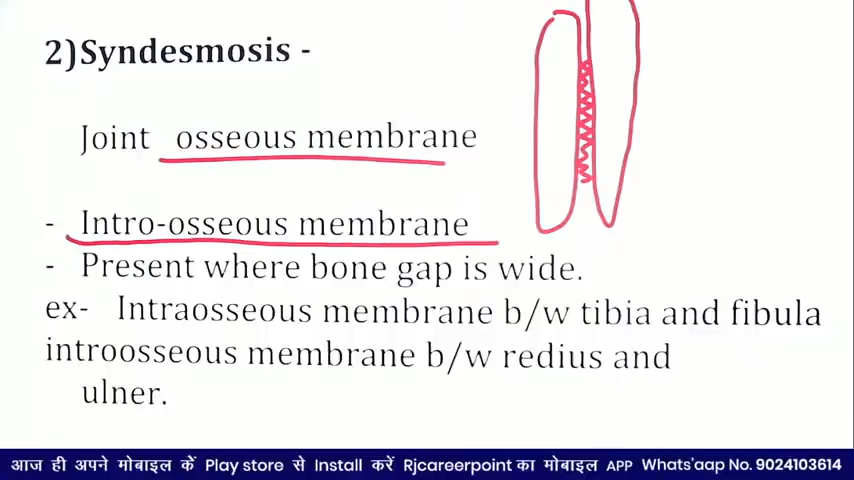 2)Syndesmosis -
Joint osseous membrane
- Intro-osseous membrane
- Present where bone gap is wide.
ex- Intraosseous membrane b/w tibia and fibula
introosseous membrane b/w redius and
ulner.
आज ही अपने मोबाइल कें Play store से Install करें Rjcareerpoint का मोबाइल APP Whats'aap No. 9024103614